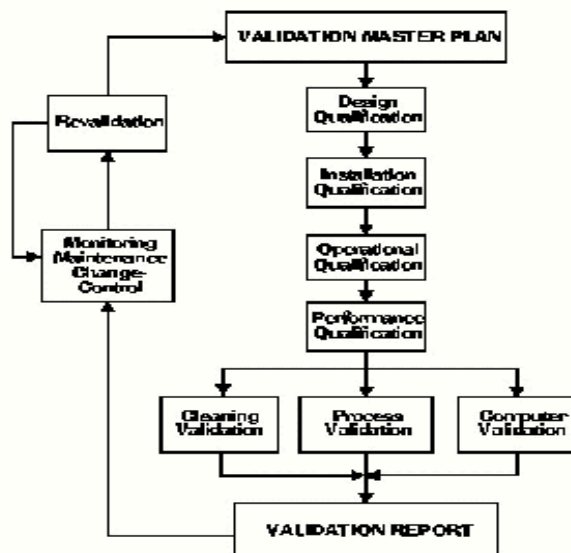 VALIDATION MASTER PLAN
Design
Qualification
Revalidation
Installation
Qualification
Monitoring
Maintenance
Change-
Control
Operational
Qualification
Performance
Qualification
Cleaning
Validation
Process
Validation
Computer
Validation
VALIDATION REPORT